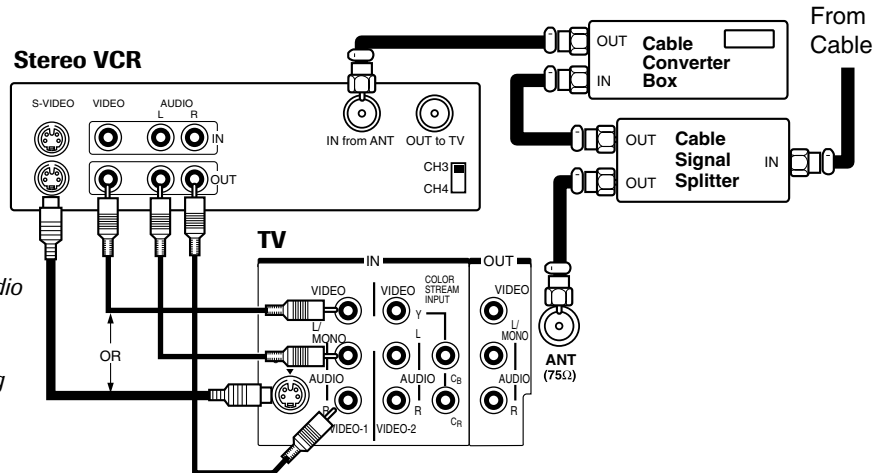 From
Cable
OUT
Cable
Converter
Box
IN
Stereo VCR
S-VIDEO
VIDEO
AUDIO
L
R
IN
OUT
IN from ANT
OUT to TV
CH3
CH4
OUT
Cable
Signal
Splitter
IN
OUT
TV
IN
OUT
VIDEO
VIDEO
COLOR
STREAM
INPUT
Y
VIDEO
L/
MONO
L
L/
MONO
AUDIO
AUDIO
CB
AUDIO
R
R
CR
R
VIDEO-1
VIDEO-2
ANT
(75Ω)
OR